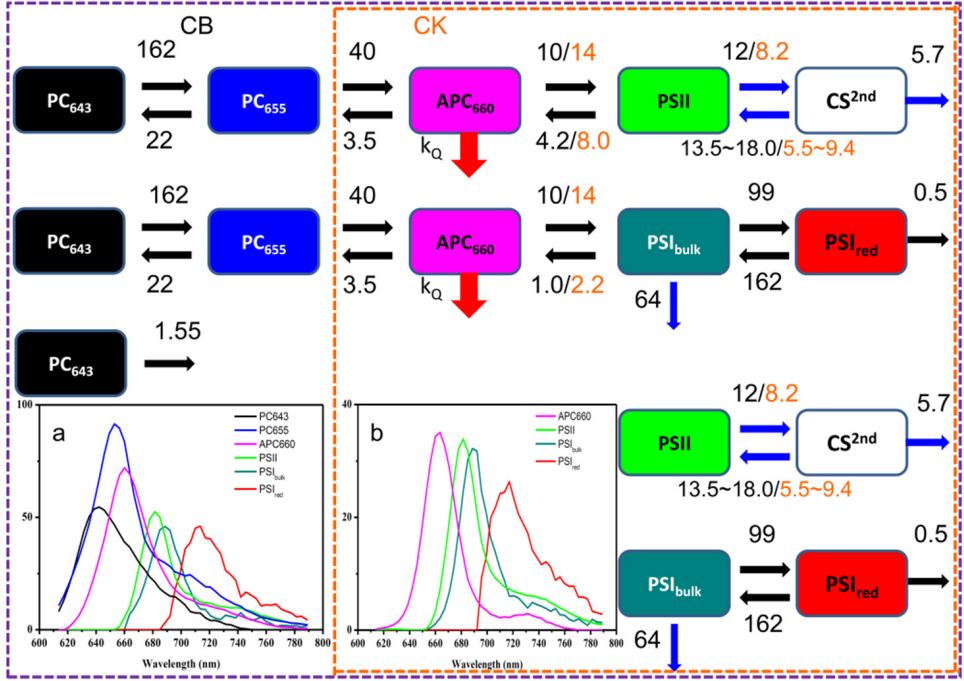 CB CK
162 40 10/14 12/8.2 5.7
PC643 PC655 APC660 PSII CS2nd
22 3.5 kQ 4.2/8.0 13.5~18.0/5.5~9.4
162 40 10/14 99 0.5
PC643 PC655 APC660 PSIbulk PSIred
22 3.5 kQ 1.0/2.2 64 162
1.55
PC643
100
50
0
a
PC643
PC655
APC660
PSII
PSIbulk
PSIred
600 620 640 660 680 700 720 740 760 780 800
Wavelength (nm)
40
20
0
b
APC660
PSII
PSIbulk
PSIred
600 620 640 660 680 700 720 740 760 780 800
Wavelength (nm)
12/8.2 5.7
PSII CS2nd
13.5~18.0/5.5~9.4
99 0.5
PSIbulk PSIred
64 162